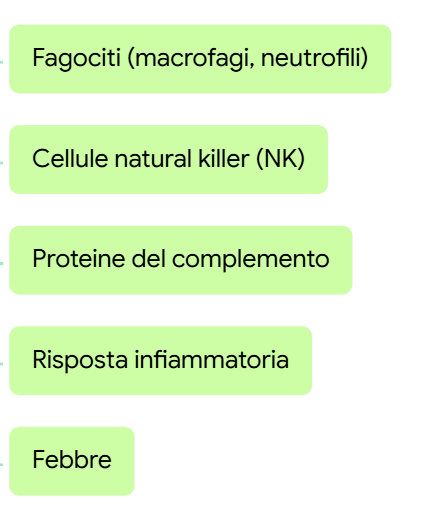 Fagociti (macrofagi, neutrofili)
Cellule natural killer (NK)
Proteine del complemento
Risposta infiammatoria
Febbre